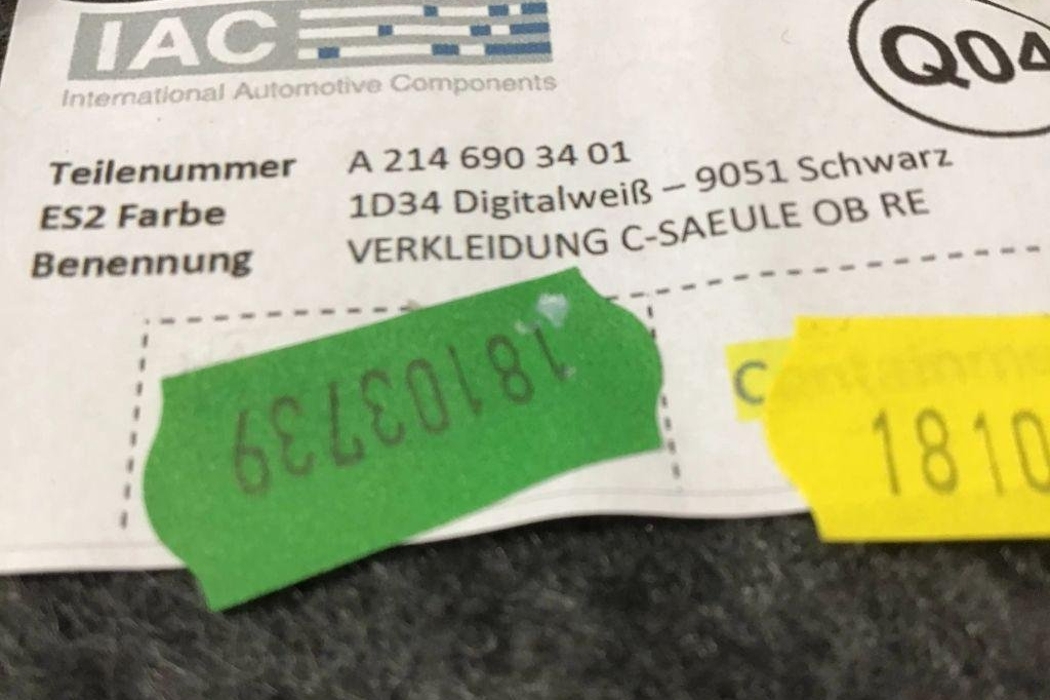 IAC
International Automotive Components
Q04
Teilenummer A 214 690 34 01
ES2 Farbe 1D34 Digitalweiß – 9051 Schwarz
Benennung VERKLEIDUNG C-SAEULE OB RE
18103739
Containme
1810